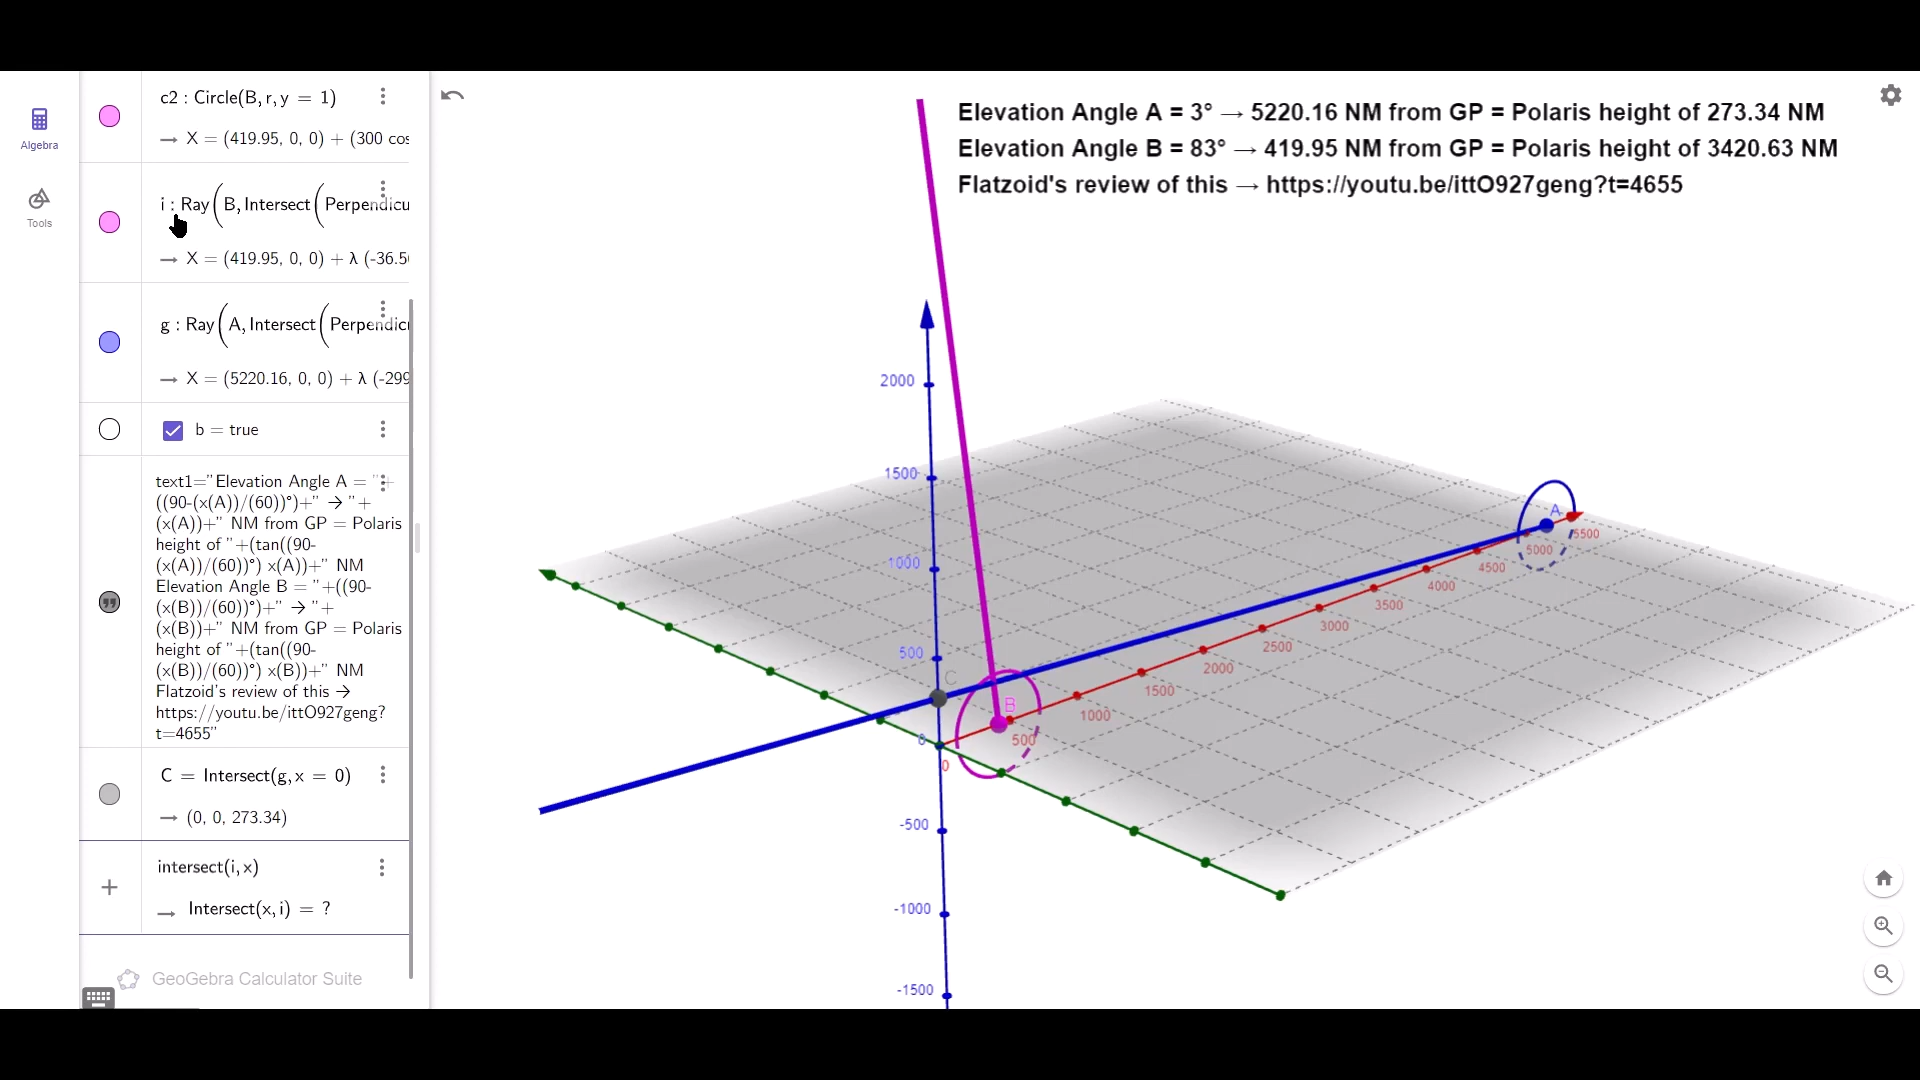 Algebra
Tools
c2 : Circle(B, r, y = 1)
→ X = (419.95, 0, 0) + (300 cos
i : Ray(B, Intersect(Perpendicu
→ X = (419.95, 0, 0) + λ (-36.5
g : Ray(A, Intersect(Perpendic
→ X = (5220.16, 0, 0) + λ (-299
b = true
text1="Elevation Angle A = "+
((90-(x(A))/(60))°)+" → "+
(x(A))+" NM from GP = Polaris
height of "+(tan((90-
(x(A))/(60))°) x(A))+" NM
Elevation Angle B = "+((90-
(x(B))/(60))°)+" → "+
(x(B))+" NM from GP = Polaris
height of "+(tan((90-
(x(B))/(60))°) x(B))+" NM
Flatzoid's review of this →
https://youtu.be/ittO927geng?
t=4655"
C = Intersect(g, x = 0)
→ (0, 0, 273.34)
intersect(i, x)
→ Intersect(x, i) = ?
GeoGebra Calculator Suite
Elevation Angle A = 3° → 5220.16 NM from GP = Polaris height of 273.34 NM
Elevation Angle B = 83° → 419.95 NM from GP = Polaris height of 3420.63 NM
Flatzoid's review of this → https://youtu.be/ittO927geng?t=4655
2000
1500
1000
500
0
-500
-1000
-1500
C
B
A
0
500
1000
1500
2000
2500
3000
3500
4000
4500
5000
5500